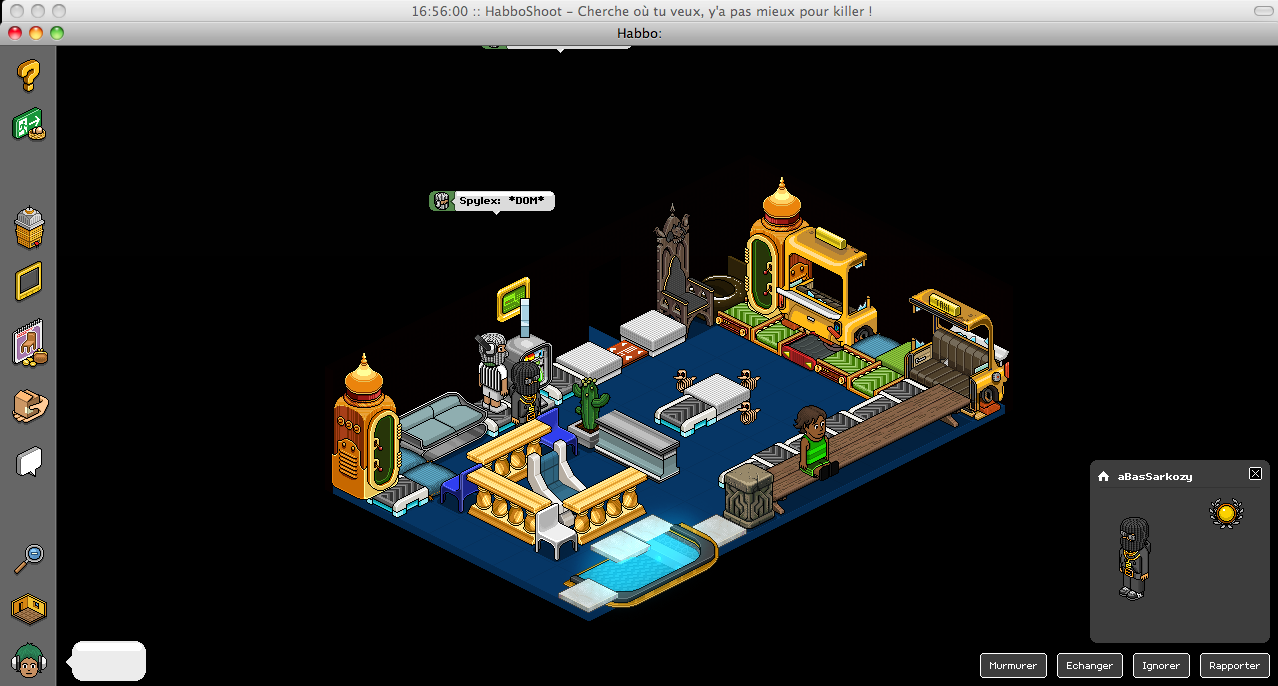 16:56:00 :: HabboShoot - Cherche où tu veux, y'a pas mieux pour killer !
Habbo:
Spylex: *DOM*
TAXI
aBasSarkozy
Murmurer
Echanger
Ignorer
Rapporter